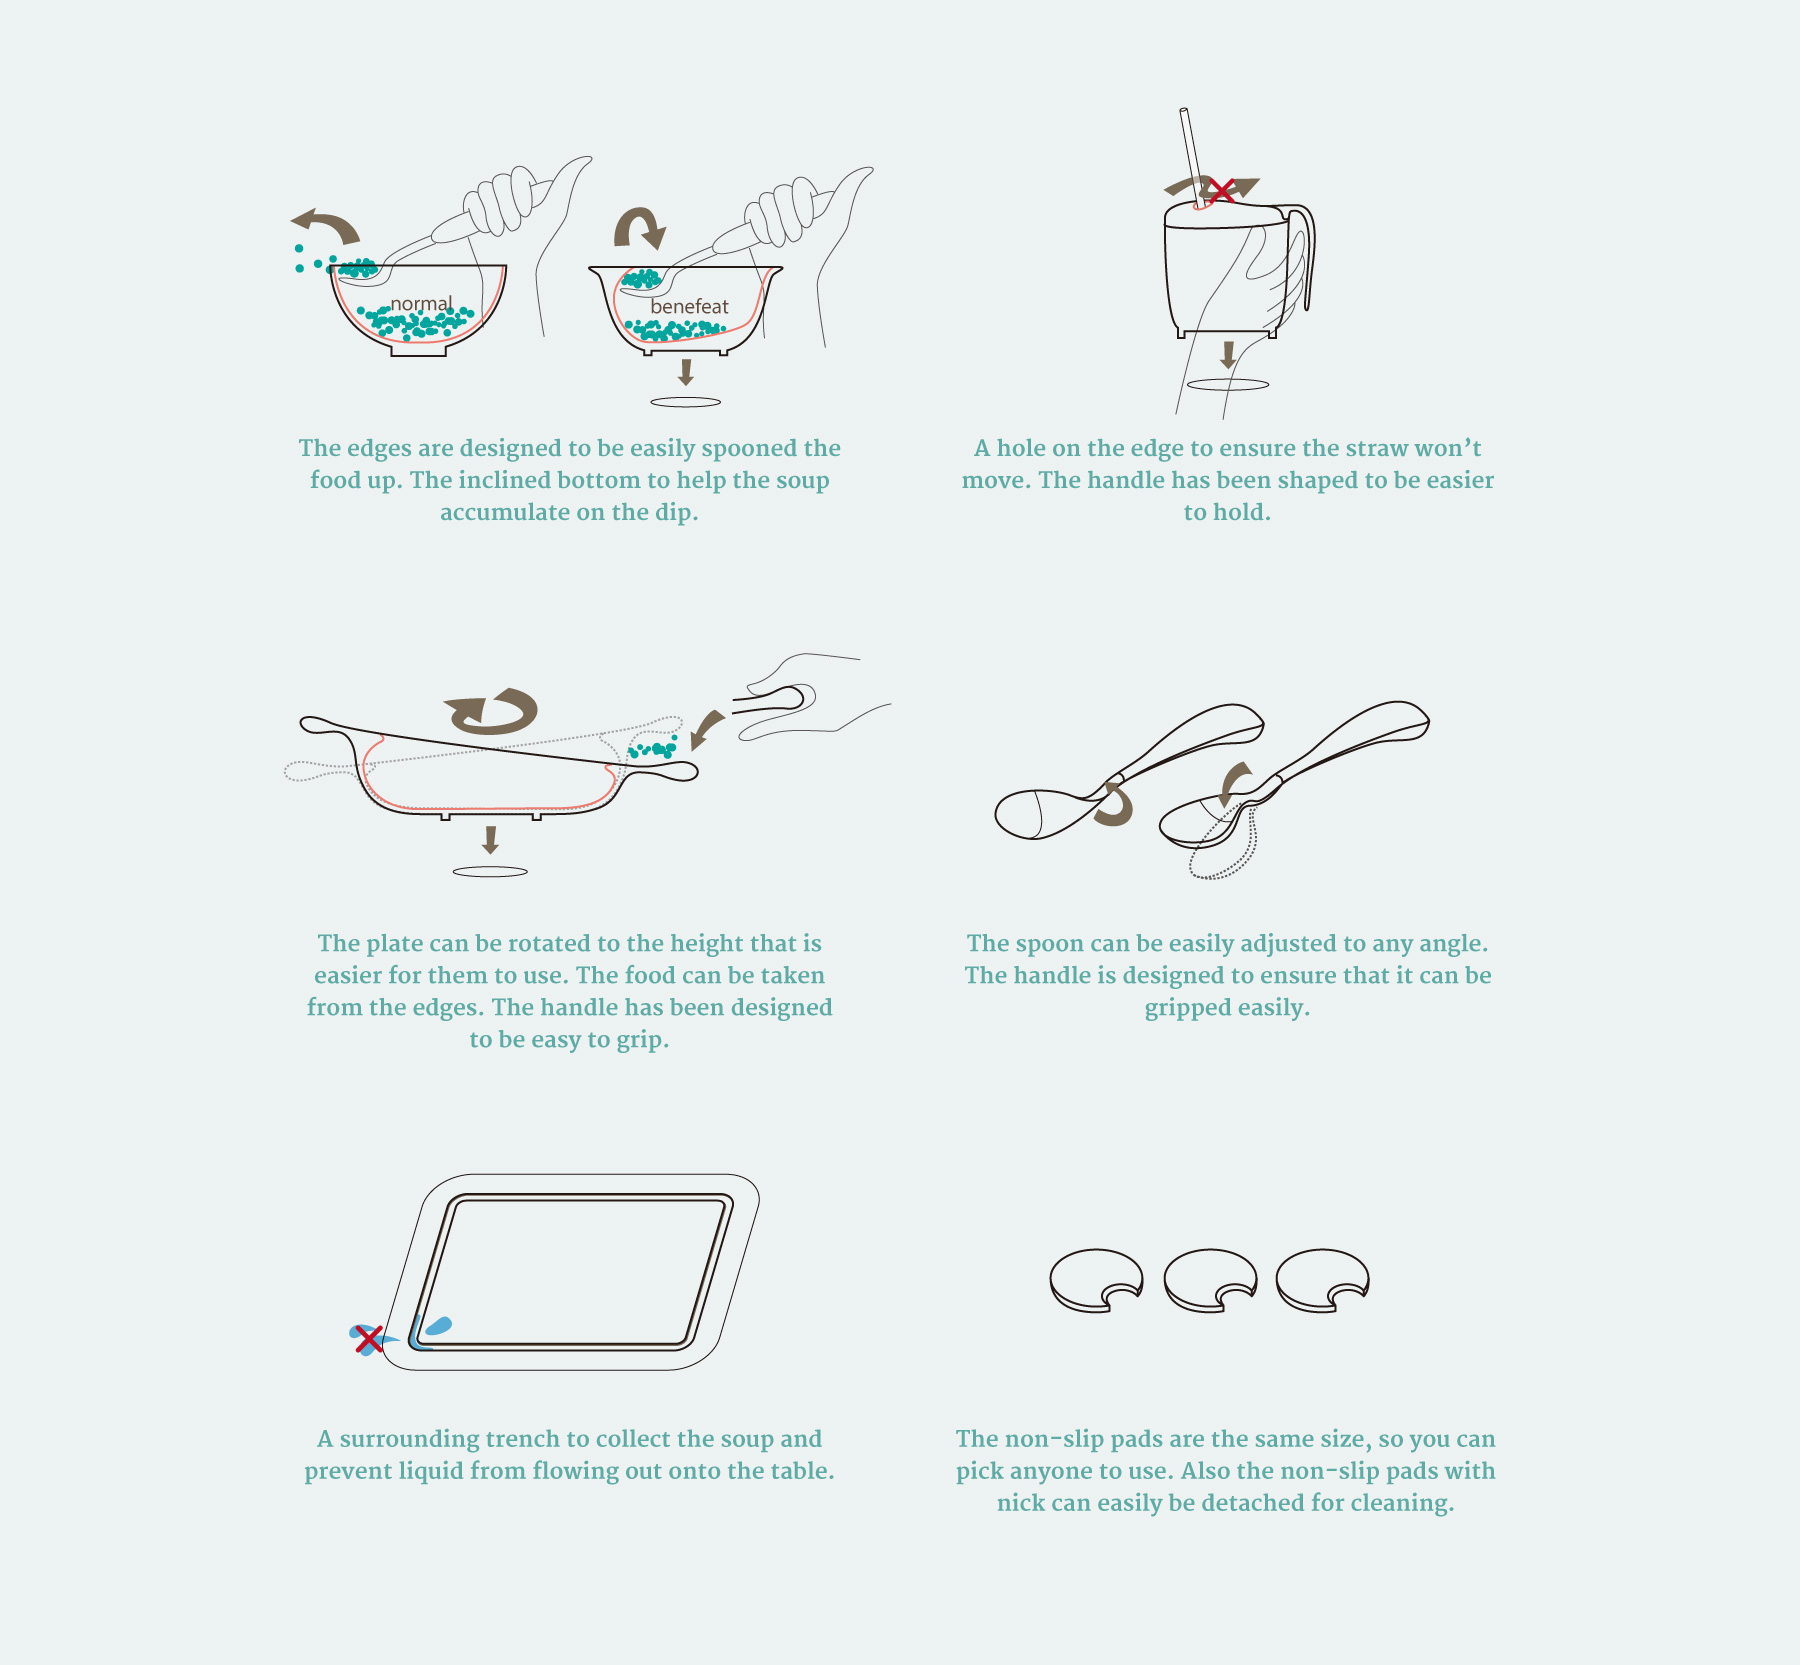 normal
benefeat
The edges are designed to be easily spooned the
food up. The inclined bottom to help the soup
accumulate on the dip.
A hole on the edge to ensure the straw won’t
move. The handle has been shaped to be easier
to hold.
The plate can be rotated to the height that is
easier for them to use. The food can be taken
from the edges. The handle has been designed
to be easy to grip.
The spoon can be easily adjusted to any angle.
The handle is designed to ensure that it can be
gripped easily.
A surrounding trench to collect the soup and
prevent liquid from flowing out onto the table.
The non-slip pads are the same size, so you can
pick anyone to use. Also the non-slip pads with
nick can easily be detached for cleaning.